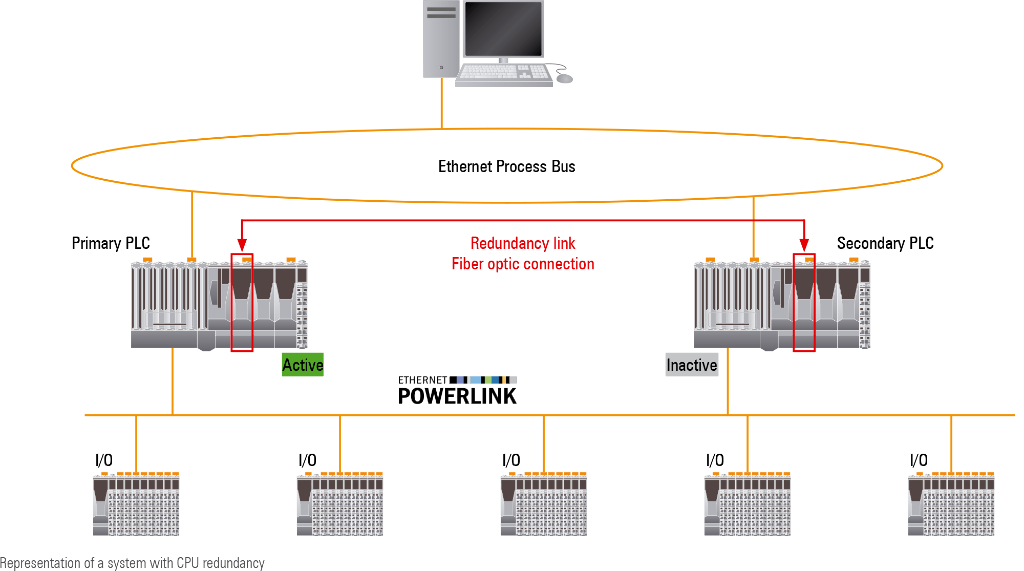 Ethernet Process Bus
Primary PLC
Redundancy link
Fiber optic connection
Secondary PLC
Active
Inactive
ETHERNET
POWERLINK
I/O
I/O
I/O
I/O
I/O
Representation of a system with CPU redundancy